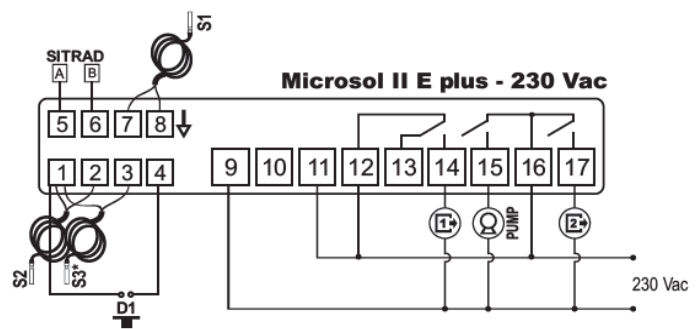 S1
SITRAD
A B
Microsol II E plus - 230 Vac
5 6 7 8
1 2 3 4 9 10 11 12 13 14 15 16 17
1 PUMP 2
S2 S3*
230 Vac
D1